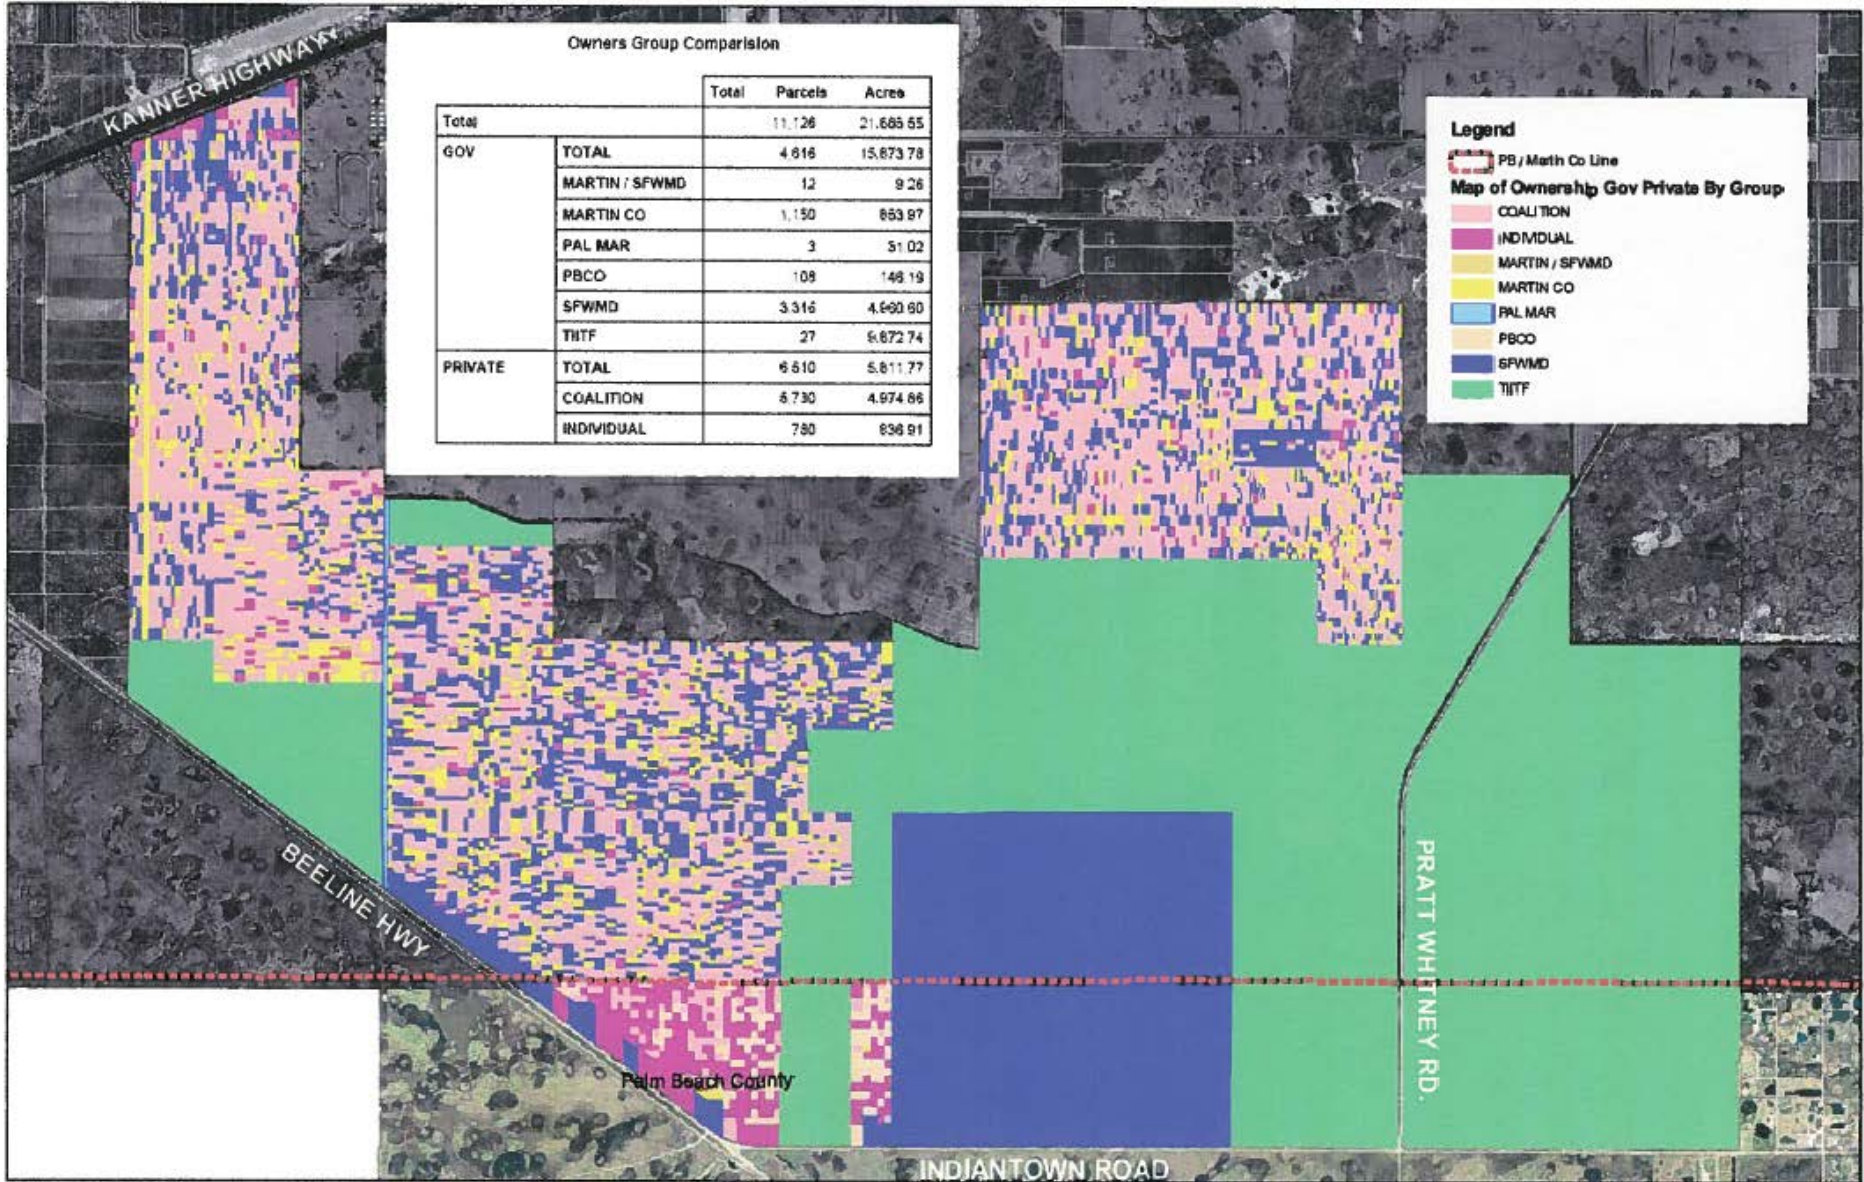 KANNER HIGHWAY
Owners Group Comparision
Total Parcels Acres
Total 11,126 21,685.55
GOV TOTAL 4,616 15,873.78
MARTIN / SFWMD 12 9.26
MARTIN CO 1,150 853.97
PAL MAR 3 31.02
PBCO 108 146.19
SFWMD 3,316 4,960.60
TIITF 27 9,872.74
PRIVATE TOTAL 6,510 5,811.77
COALITION 5,730 4,974.86
INDIVIDUAL 780 836.91
Legend
PB / Martin Co Line
Map of Ownership Gov Private By Group
COALITION
INDIVIDUAL
MARTIN / SFWMD
MARTIN CO
PAL MAR
PBCO
SFWMD
TIITF
BEELINE HWY
PRATT WHITNEY RD.
Palm Beach County
INDIANTOWN ROAD